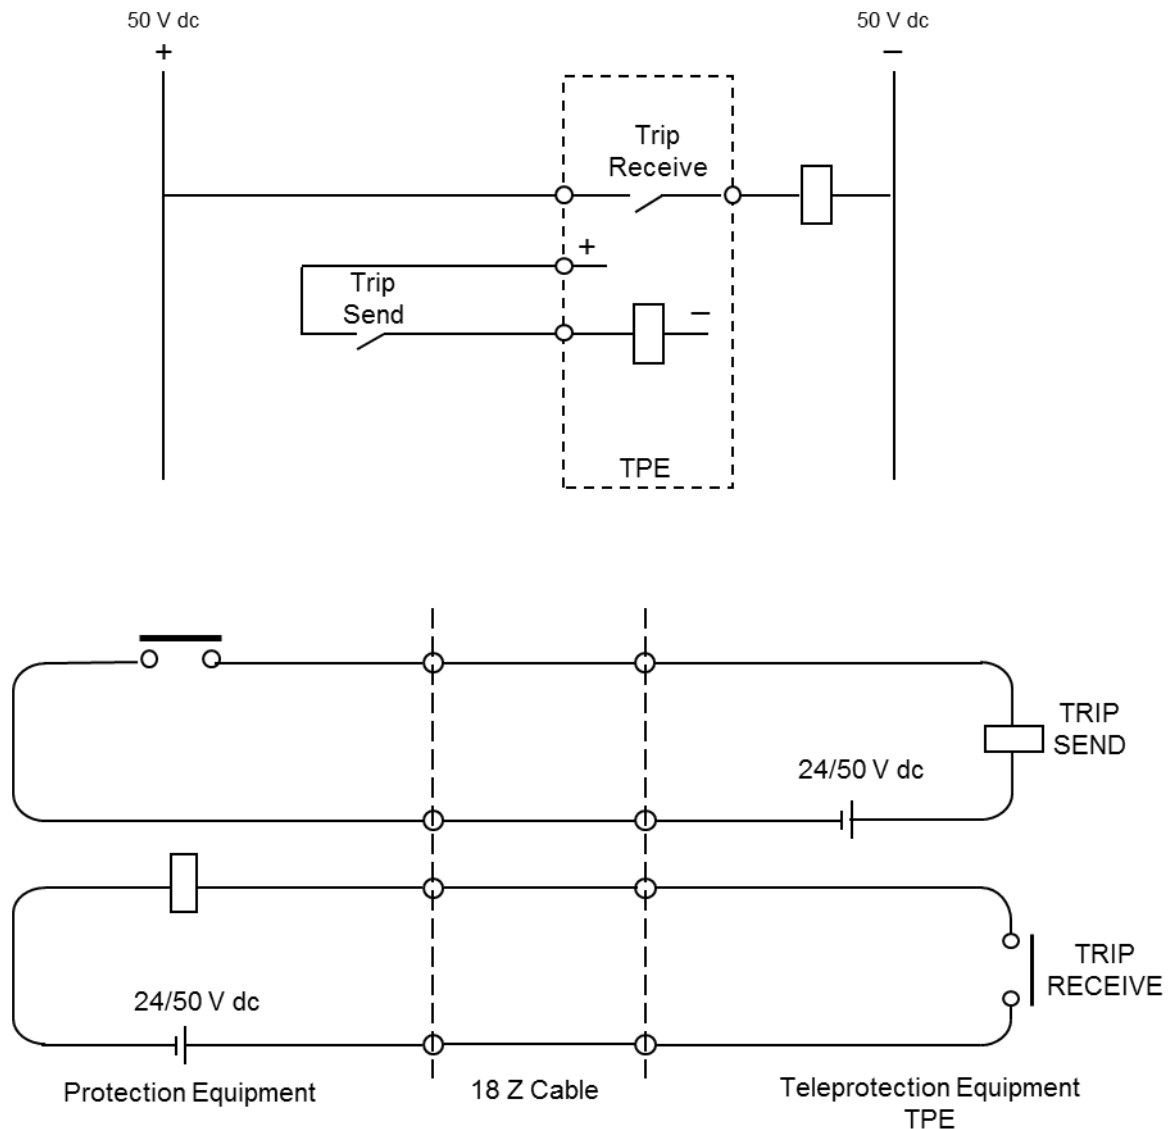 50 V dc
50 V dc
+
–
Trip
Receive
+
Trip
Send
–
TPE
TRIP
SEND
24/50 V dc
24/50 V dc
TRIP
RECEIVE
Protection Equipment
18 Z Cable
Teleprotection Equipment
TPE